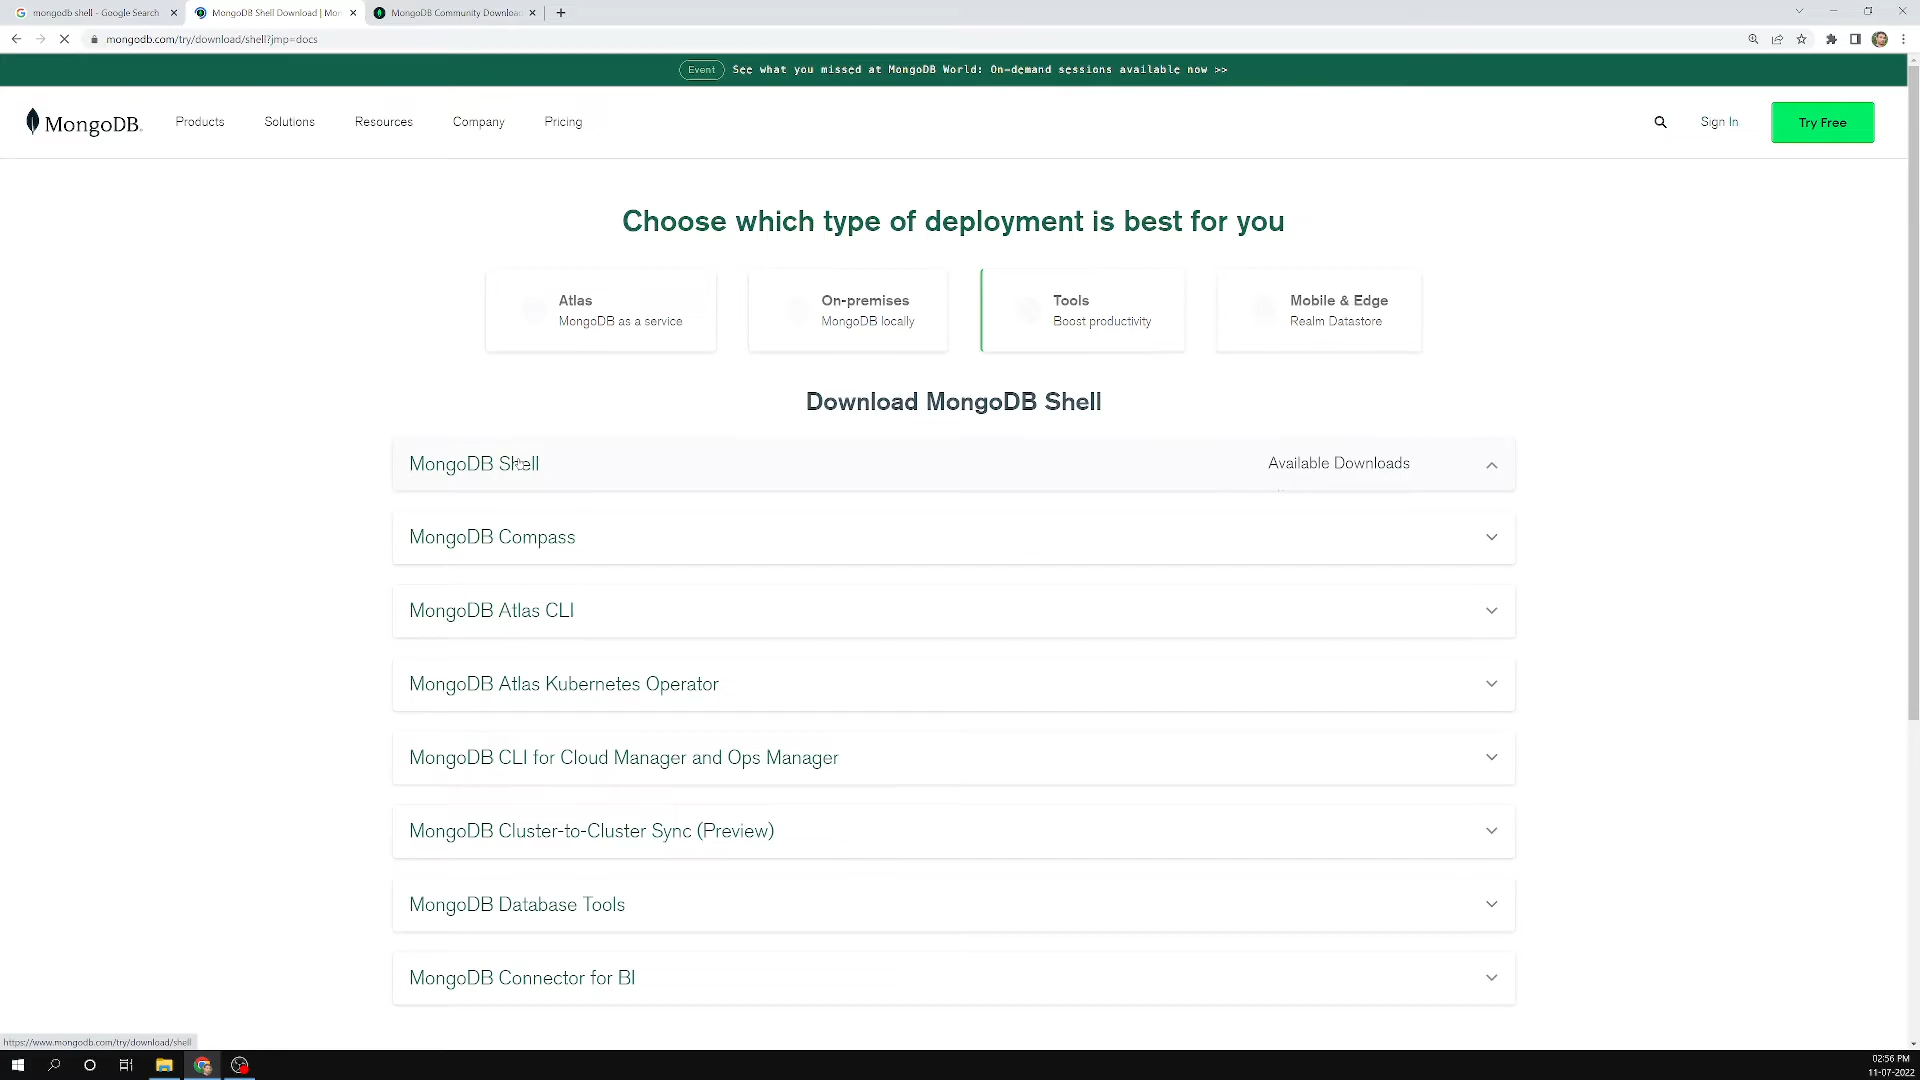 mongodb shell - Google Search
MongoDB Shell Download | Mon
MongoDB Community Download
mongodb.com/try/download/shell?jmp=docs
Event See what you missed at MongoDB World: On-demand sessions available now >>
MongoDB.
Products
Solutions
Resources
Company
Pricing
Sign In
Try Free
Choose which type of deployment is best for you
Atlas
MongoDB as a service
On-premises
MongoDB locally
Tools
Boost productivity
Mobile & Edge
Realm Datastore
Download MongoDB Shell
MongoDB Shell
Available Downloads
MongoDB Compass
MongoDB Atlas CLI
MongoDB Atlas Kubernetes Operator
MongoDB CLI for Cloud Manager and Ops Manager
MongoDB Cluster-to-Cluster Sync (Preview)
MongoDB Database Tools
MongoDB Connector for BI
https://www.mongodb.com/try/download/shell
02:56 PM
11-07-2022